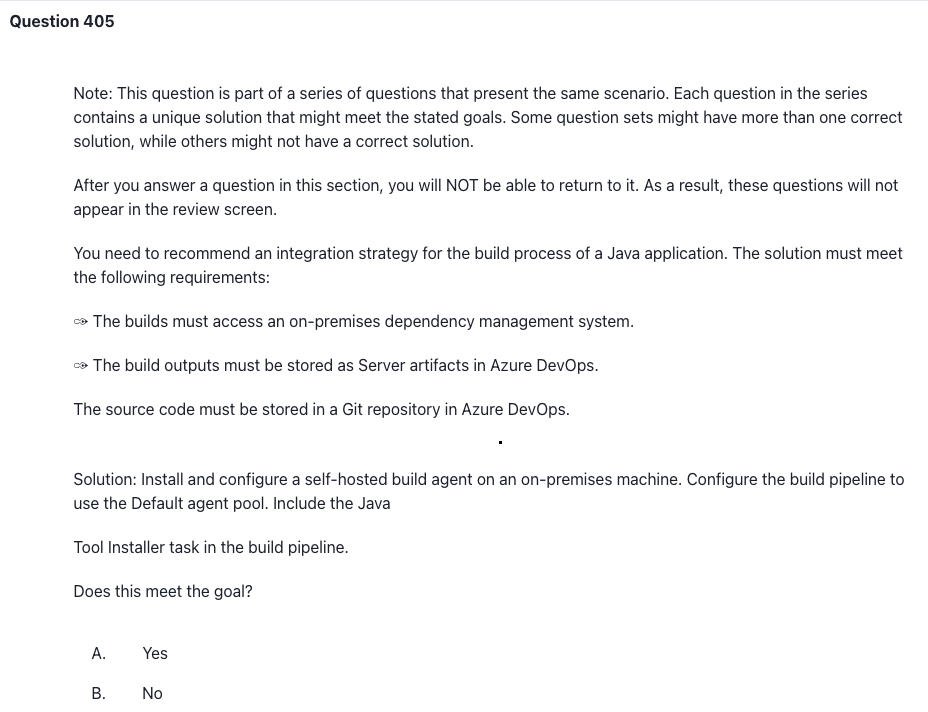 Question 405
Note: This question is part of a series of questions that present the same scenario. Each question in the series
contains a unique solution that might meet the stated goals. Some question sets might have more than one correct
solution, while others might not have a correct solution.
After you answer a question in this section, you will NOT be able to return to it. As a result, these questions will not
appear in the review screen.
You need to recommend an integration strategy for the build process of a Java application. The solution must meet
the following requirements:
✑ The builds must access an on-premises dependency management system.
✑ The build outputs must be stored as Server artifacts in Azure DevOps.
The source code must be stored in a Git repository in Azure DevOps.
Solution: Install and configure a self-hosted build agent on an on-premises machine. Configure the build pipeline to
use the Default agent pool. Include the Java
Tool Installer task in the build pipeline.
Does this meet the goal?
A. Yes
B. No